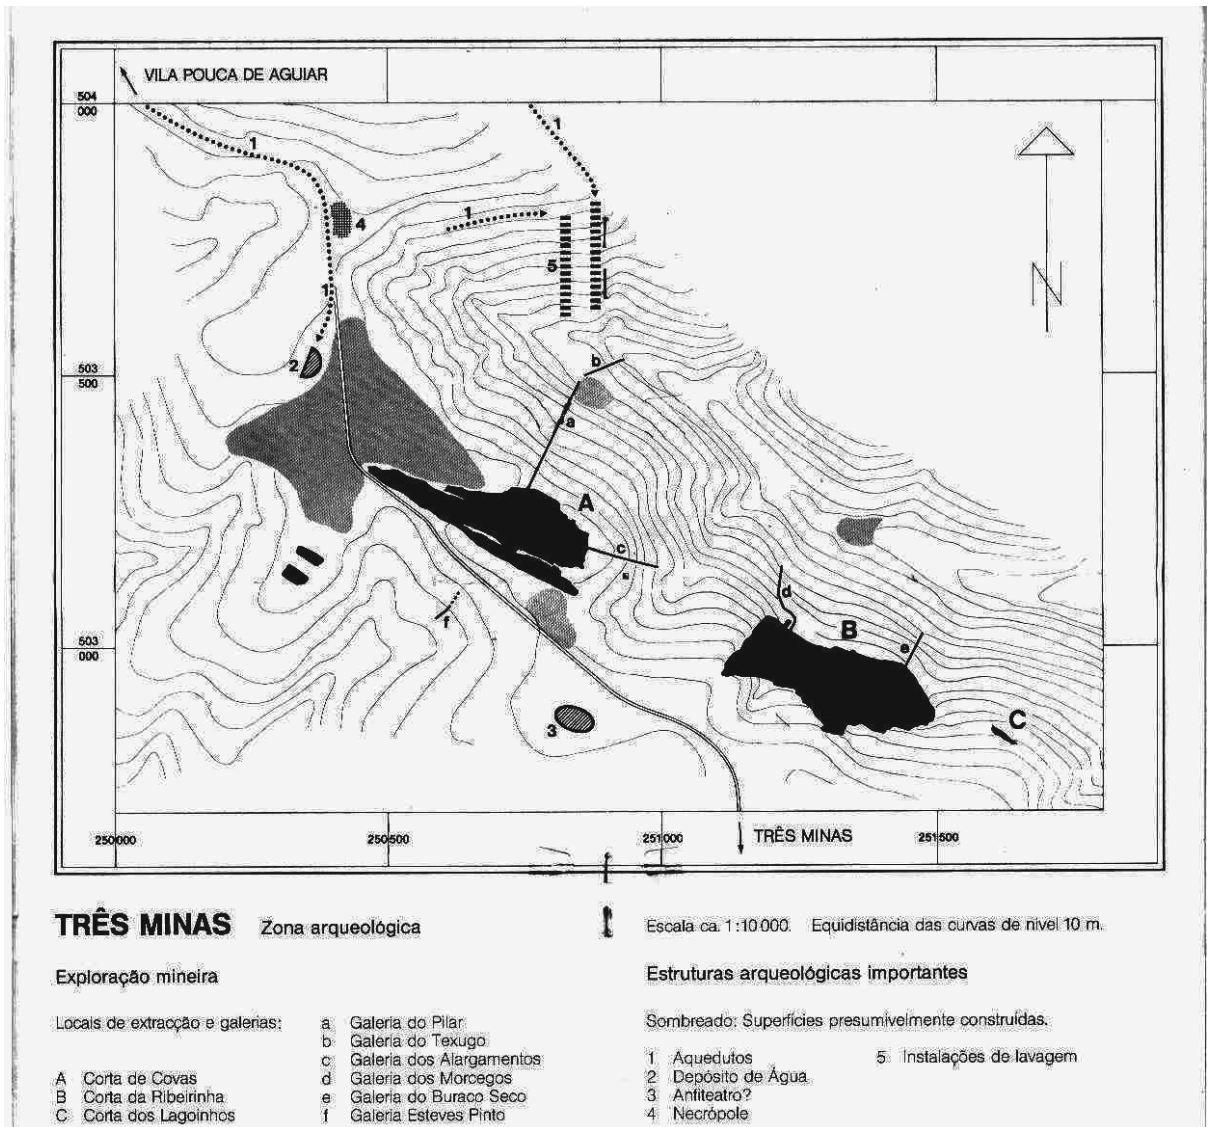 VILA POUCA DE AGUIAR
504
000
1
1
1
4
5
1
2
b
503
500
a
A
c
d
f
B
e
503
000
3
C
250000
250500
251000
TRÊS MINAS
251500
TRÊS MINAS Zona arqueológica
Escala ca. 1:10000. Equidistância das curvas de nivel 10 m.
Exploração mineira
Estruturas arqueológicas importantes
Locais de extracção e galerias:
A Corta de Covas
B Corta da Ribeirinha
C Corta dos Lagoinhos
a Galeria do Pilar
b Galeria do Texugo
c Galeria dos Alargamentos
d Galeria dos Morcegos
e Galeria do Buraco Seco
f Galeria Esteves Pinto
Sombreado: Superfícies presumivelmente construidas.
1 Aquedutos
2 Depósito de Água
3 Anfiteatro?
4 Necrópole
5 Instalações de lavagem
N